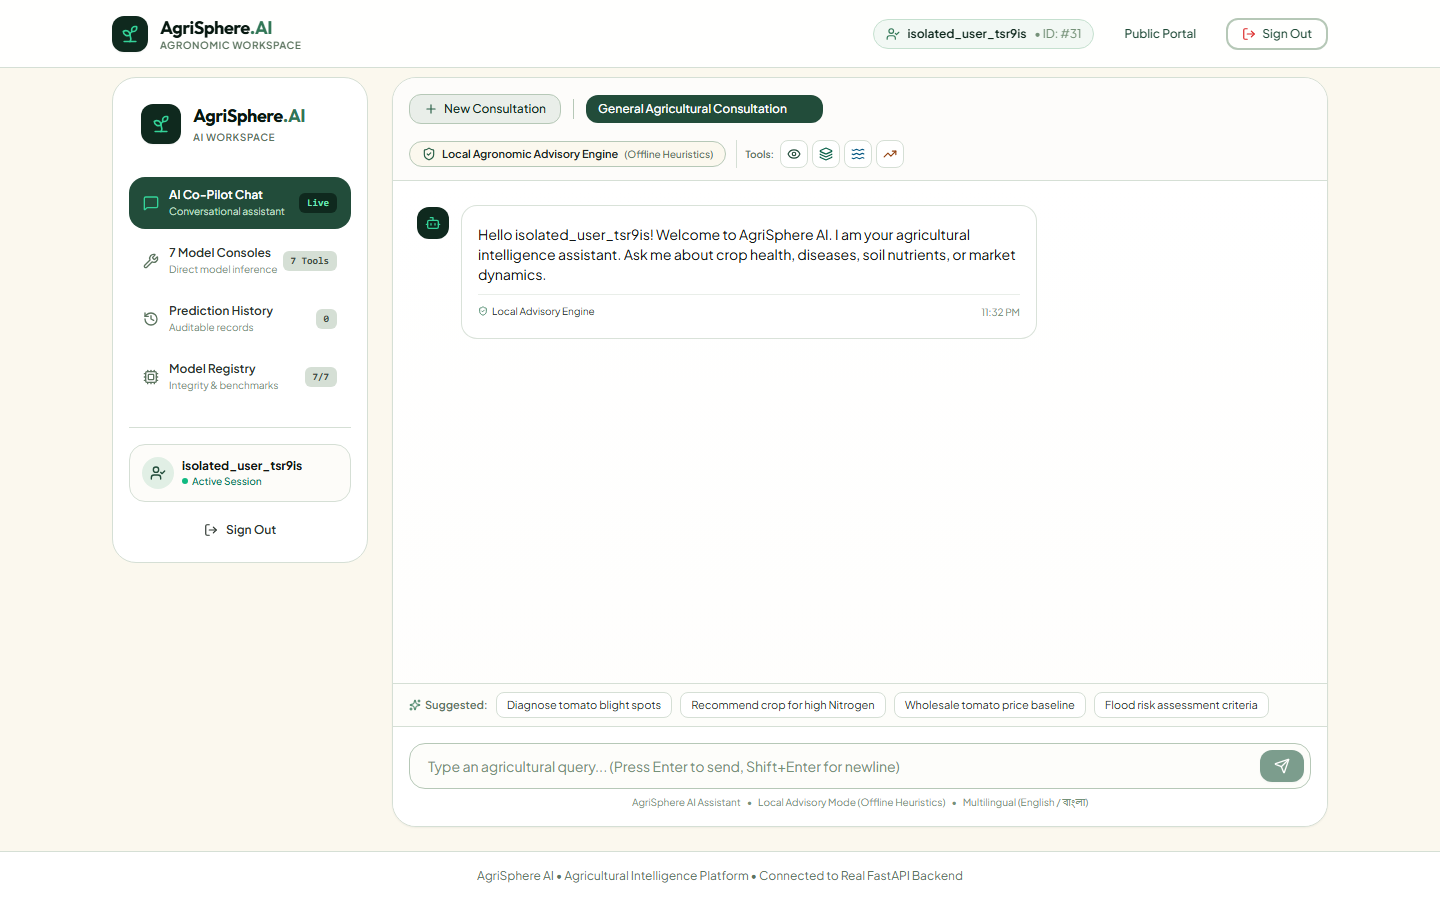 AgriSphere.AI
AGRONOMIC WORKSPACE
isolated_user_tsr9is • ID: #31
Public Portal
Sign Out
AgriSphere.AI
AI WORKSPACE
AI Co-Pilot Chat
Conversational assistant
Live
7 Model Consoles
Direct model inference
7 Tools
Prediction History
Auditable records
0
Model Registry
Integrity & benchmarks
7/7
isolated_user_tsr9is
Active Session
Sign Out
New Consultation
General Agricultural Consultation
Local Agronomic Advisory Engine (Offline Heuristics)
Tools:
Hello isolated_user_tsr9is! Welcome to AgriSphere AI. I am your agricultural
intelligence assistant. Ask me about crop health, diseases, soil nutrients, or market
dynamics.
Local Advisory Engine
11:32 PM
Suggested:
Diagnose tomato blight spots
Recommend crop for high Nitrogen
Wholesale tomato price baseline
Flood risk assessment criteria
Type an agricultural query... (Press Enter to send, Shift+Enter for newline)
AgriSphere AI Assistant • Local Advisory Mode (Offline Heuristics) • Multilingual (English / বাংলা)
AgriSphere AI • Agricultural Intelligence Platform • Connected to Real FastAPI Backend